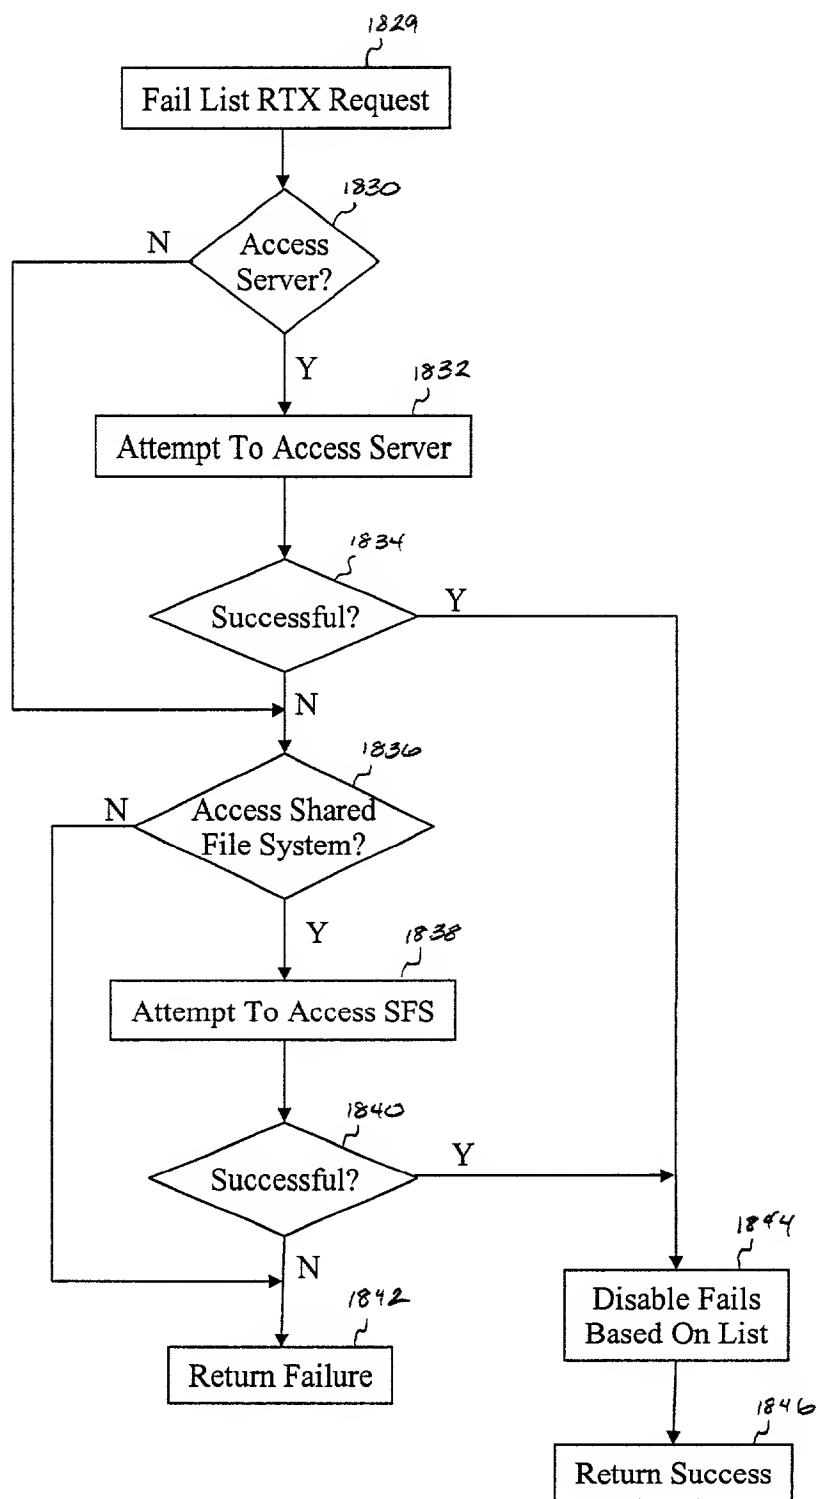 1829
Fail List RTX Request
1830
N
Access
Server?
Y
1832
Attempt To Access Server
1834
Successful?
Y
N
1836
N
Access Shared
File System?
Y
1838
Attempt To Access SFS
1840
Successful?
Y
N
1844
Disable Fails
Based On List
1842
Return Failure
1846
Return Success